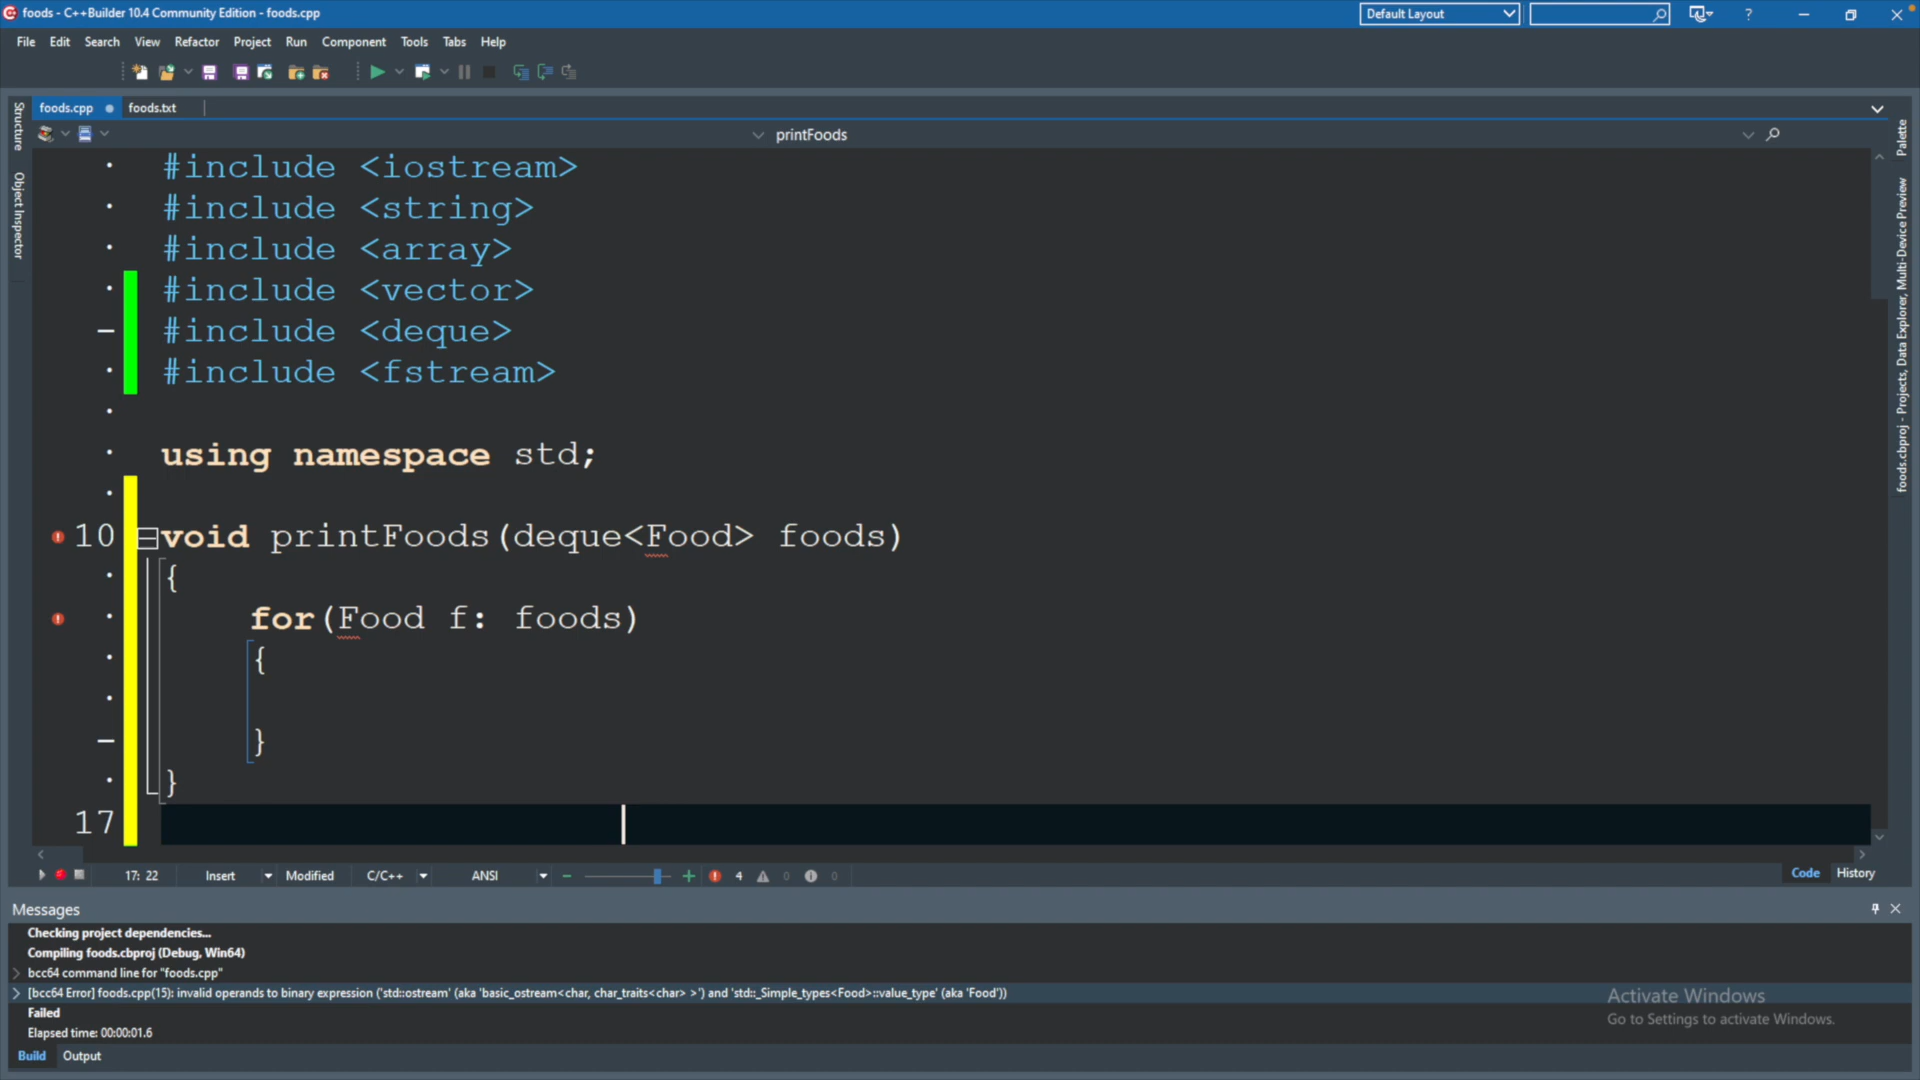 foods - C++Builder 10.4 Community Edition - foods.cpp
Default Layout
?
File Edit Search View Refactor Project Run Component Tools Tabs Help
foods.cpp foods.txt
printFoods
Structure
Object Inspector
Palette
foods.cbproj - Projects, Data Explorer, Multi-Device Preview
#include <iostream>
#include <string>
#include <array>
#include <vector>
#include <deque>
#include <fstream>
using namespace std;
10 void printFoods(deque<Food> foods)
{
for(Food f: foods)
{
}
}
17
17: 22 Insert Modified C/C++ ANSI 4 0 0
Code History
Messages
Checking project dependencies...
Compiling foods.cbproj (Debug, Win64)
bcc64 command line for "foods.cpp"
[bcc64 Error] foods.cpp(15): invalid operands to binary expression ('std::ostream' (aka 'basic_ostream<char, char_traits<char> >') and 'std::_Simple_types<Food>::value_type' (aka 'Food'))
Failed
Elapsed time: 00:00:01.6
Activate Windows
Go to Settings to activate Windows.
Build Output